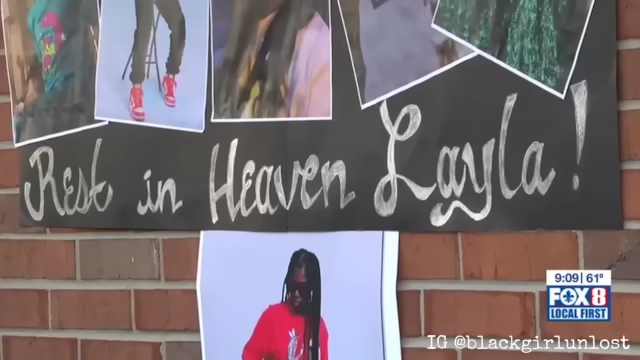 Rest in Heaven Layla!
9:09 61°
FOX 8
LOCAL FIRST
IG @blackgirlunlost